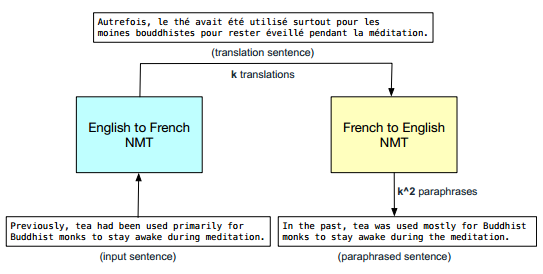 Autrefois, le thé avait été utilisé surtout pour les
moines bouddhistes pour rester éveillé pendant la méditation.
(translation sentence)
k translations
English to French
NMT
French to English
NMT
k^2 paraphrases
Previously, tea had been used primarily for
Buddhist monks to stay awake during meditation.
(input sentence)
In the past, tea was used mostly for Buddhist
monks to stay awake during the meditation.
(paraphrased sentence)